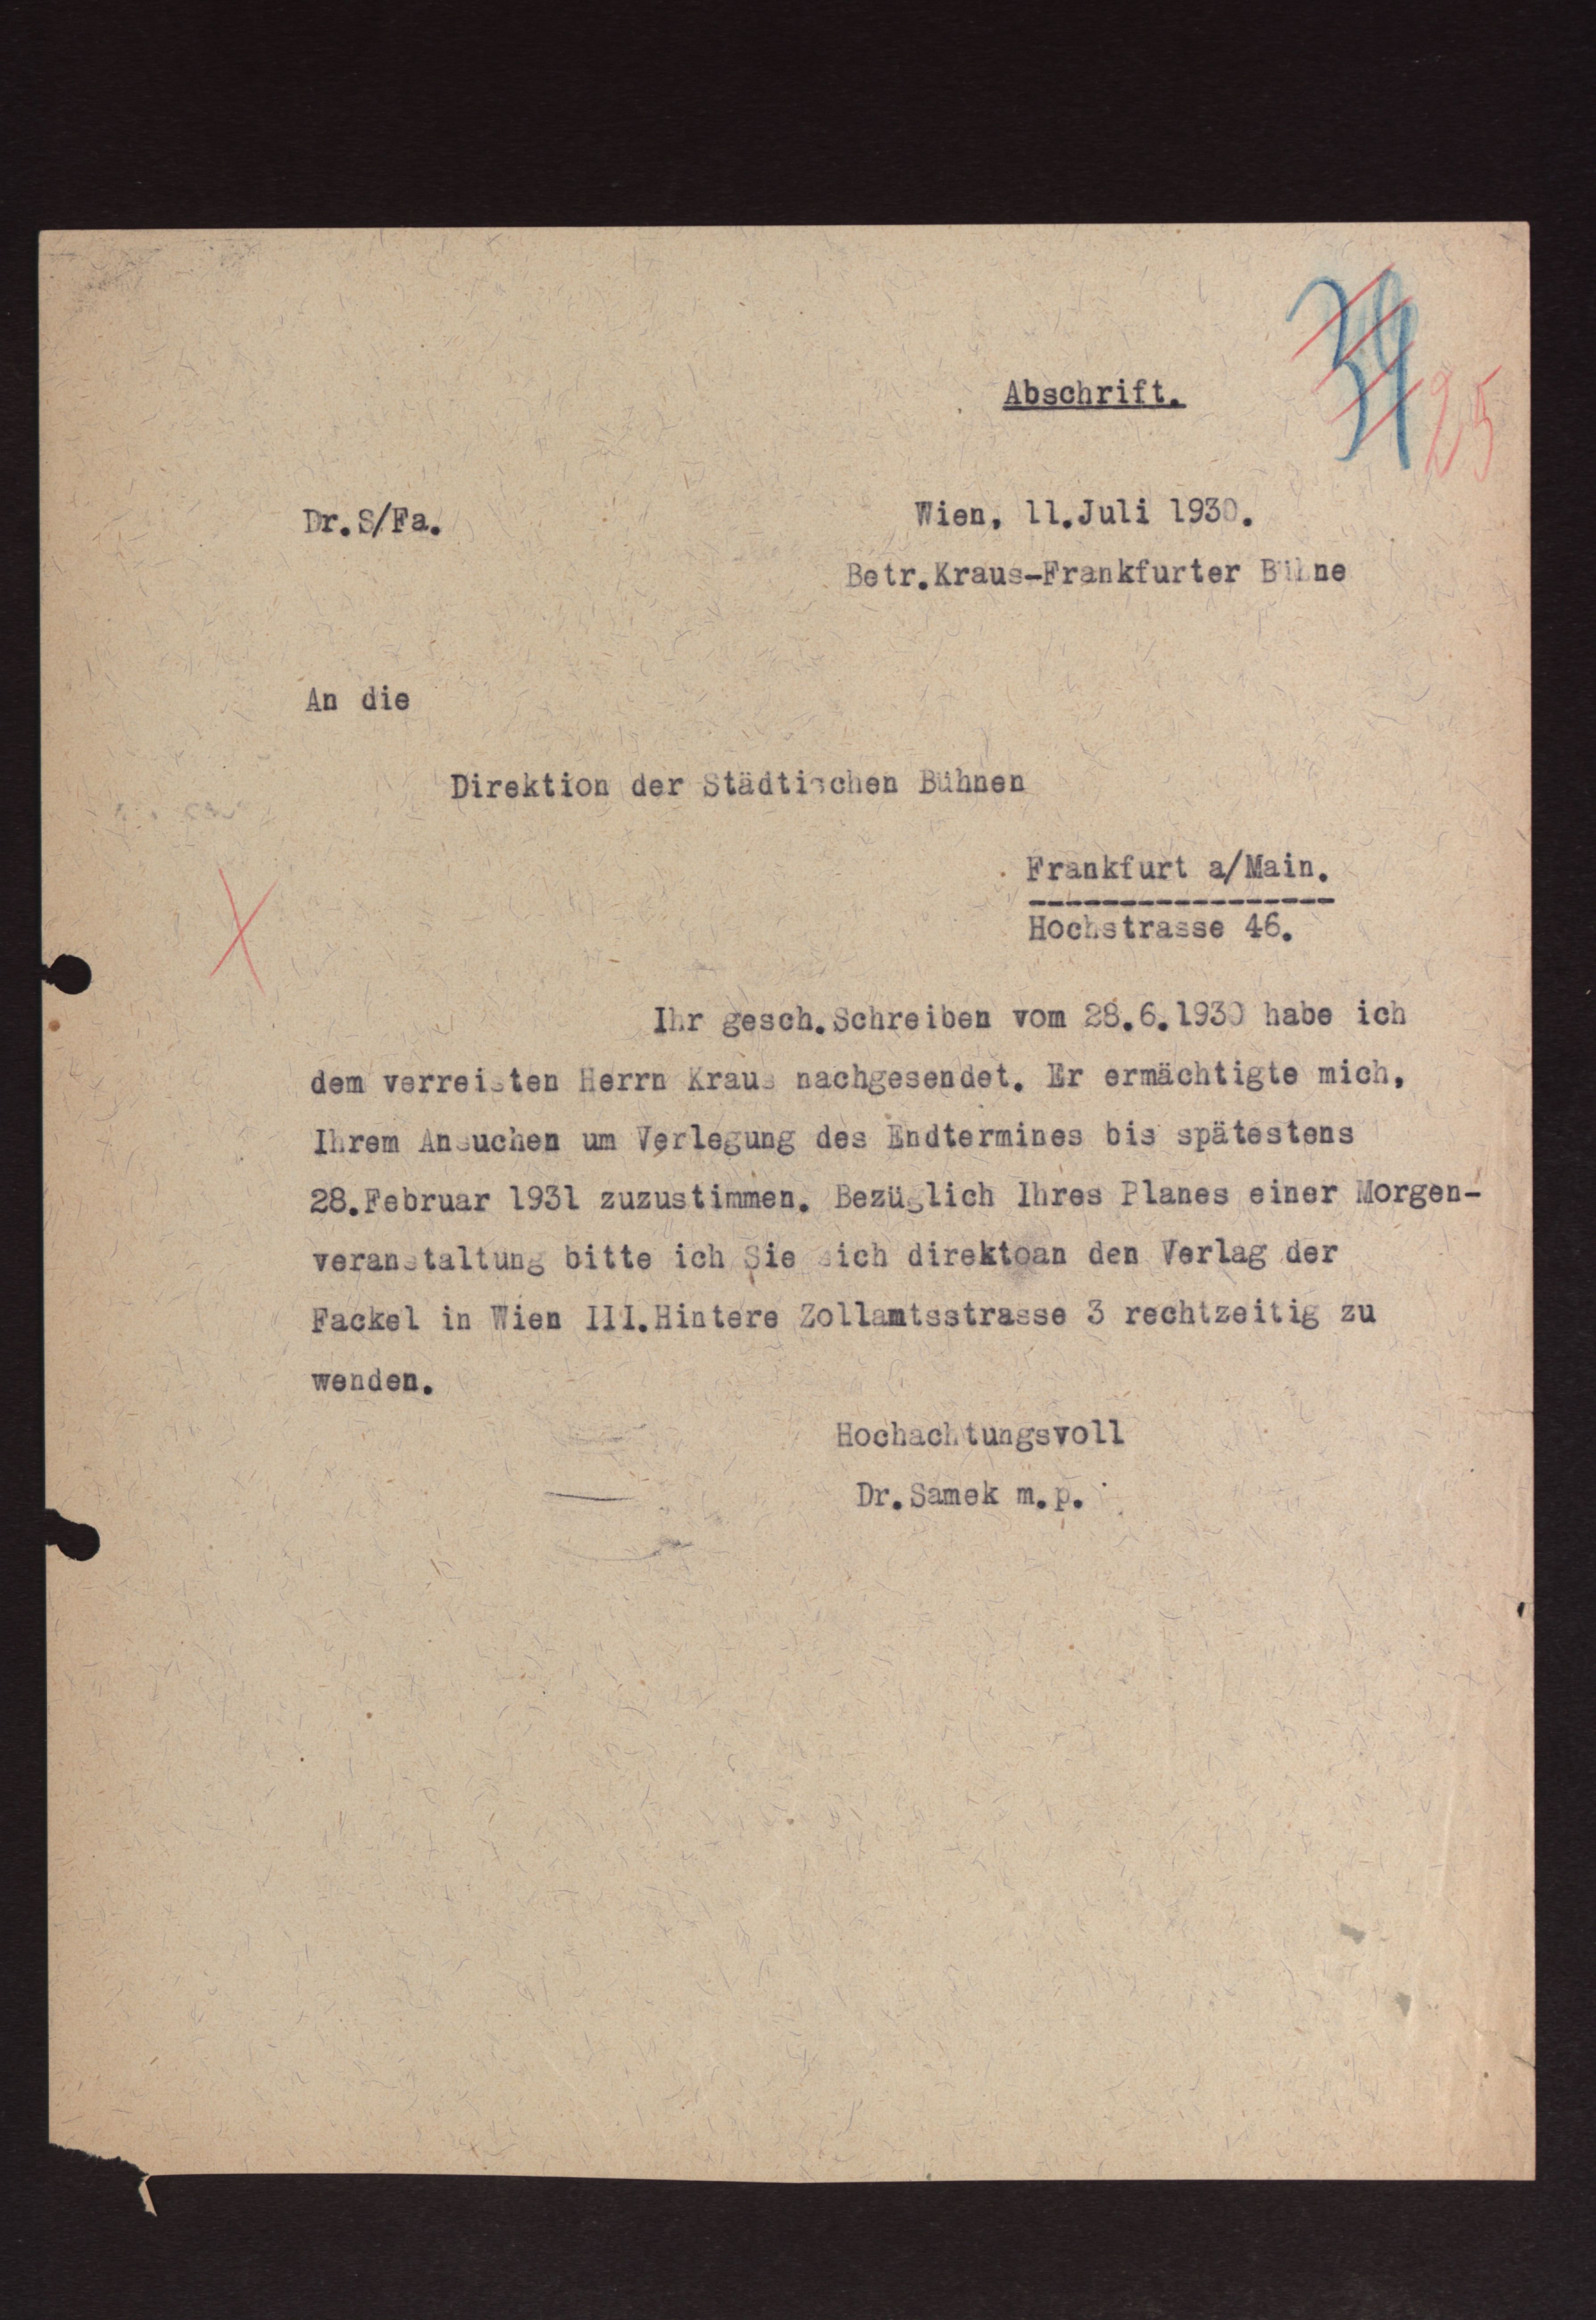 Abschrift.
25
Dr.S/Fa.
Wien, 11.Juli 1930.
Betr.Kraus-Frankfurter Bühne
An die
Direktion der Städtischen Bühnen
Frankfurt a/Main.
-----------------
Hochstrasse 46.
Ihr gesch.Schreiben vom 28.6.1930 habe ich
dem verreisten Herrn Kraus nachgesendet. Er ermächtigte mich,
Ihrem Ansuchen um Verlegung des Endtermines bis spätestens
28.Februar 1931 zuzustimmen. Bezüglich Ihres Planes einer Morgen-
veranstaltung bitte ich Sie sich direktoan den Verlag der
Fackel in Wien III.Hintere Zollamtsstrasse 3 rechtzeitig zu
wenden.
Hochachtungsvoll
Dr.Samek m.p.